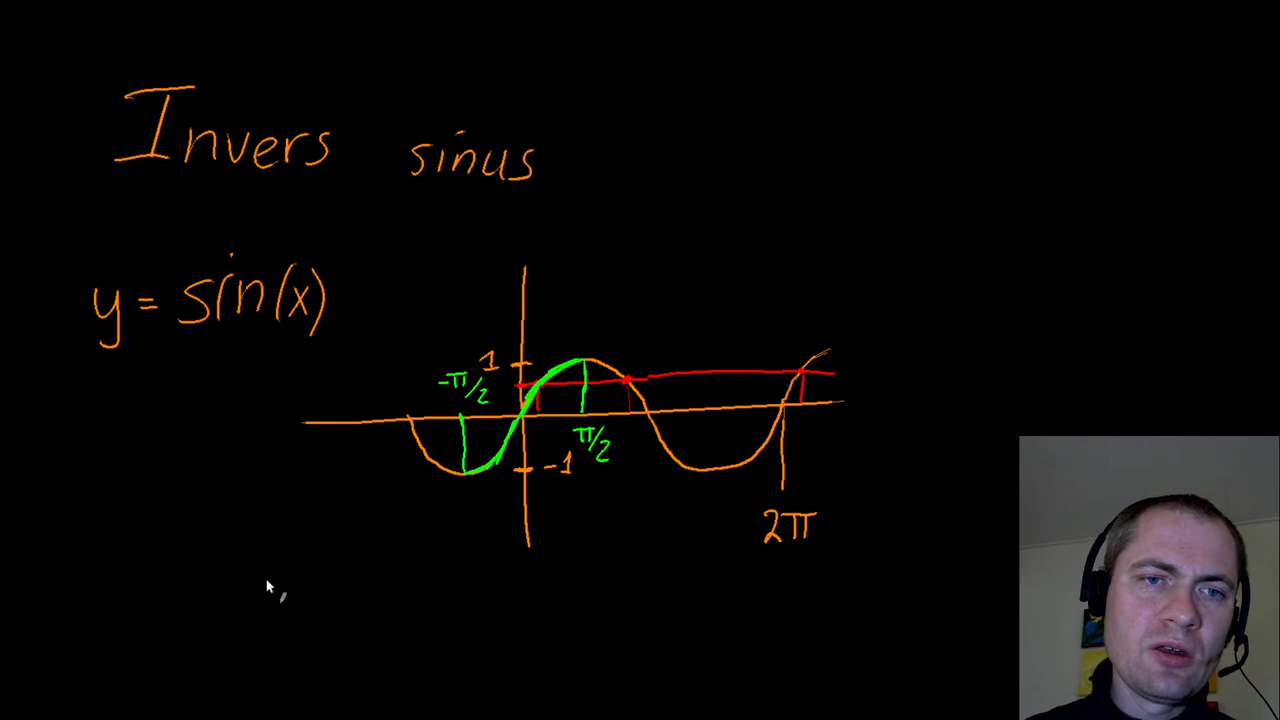 Invers sinus
y = sin(x)
1
-π/2
π/2
-1
2π